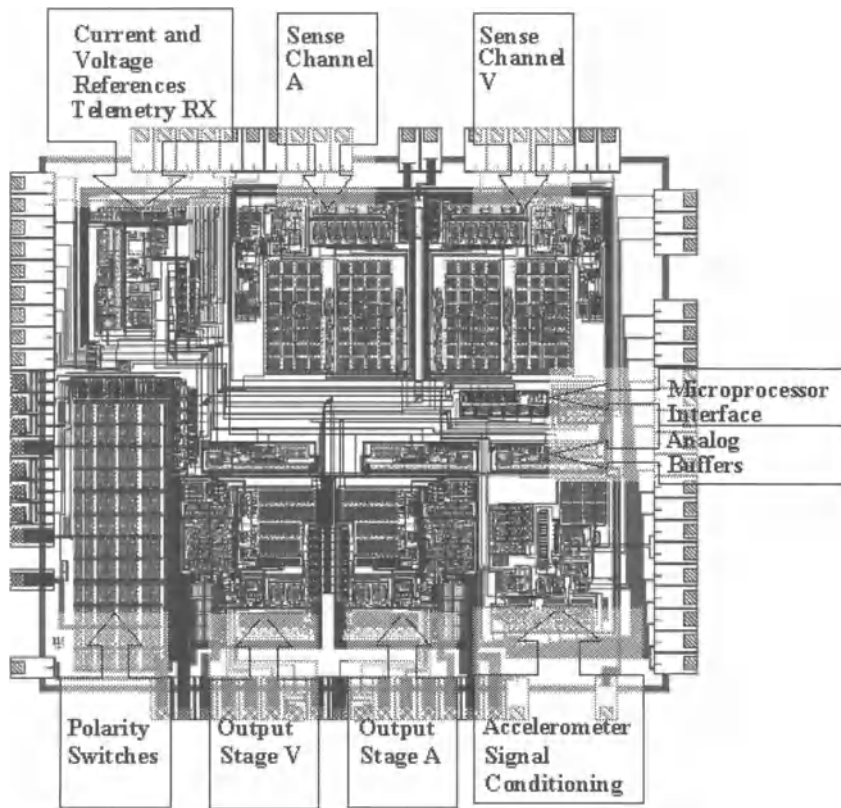 Current and
Voltage
References
Telemetry RX
Sense
Channel
A
Sense
Channel
V
Microprocessor
Interface
Analog
Buffers
Polarity
Switches
Output
Stage V
Output
Stage A
Accelerometer
Signal
Conditioning